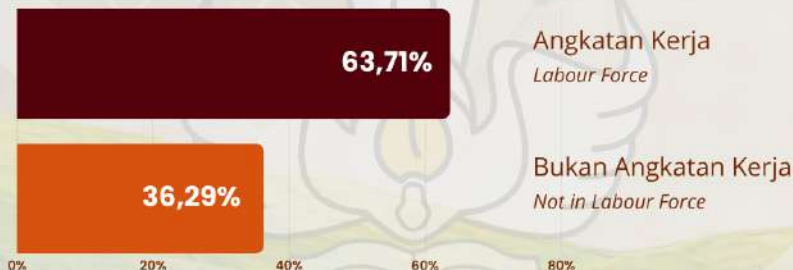 63,71%
Angkatan Kerja
Labour Force
36,29%
Bukan Angkatan Kerja
Not in Labour Force
0%
20%
40%
60%
80%